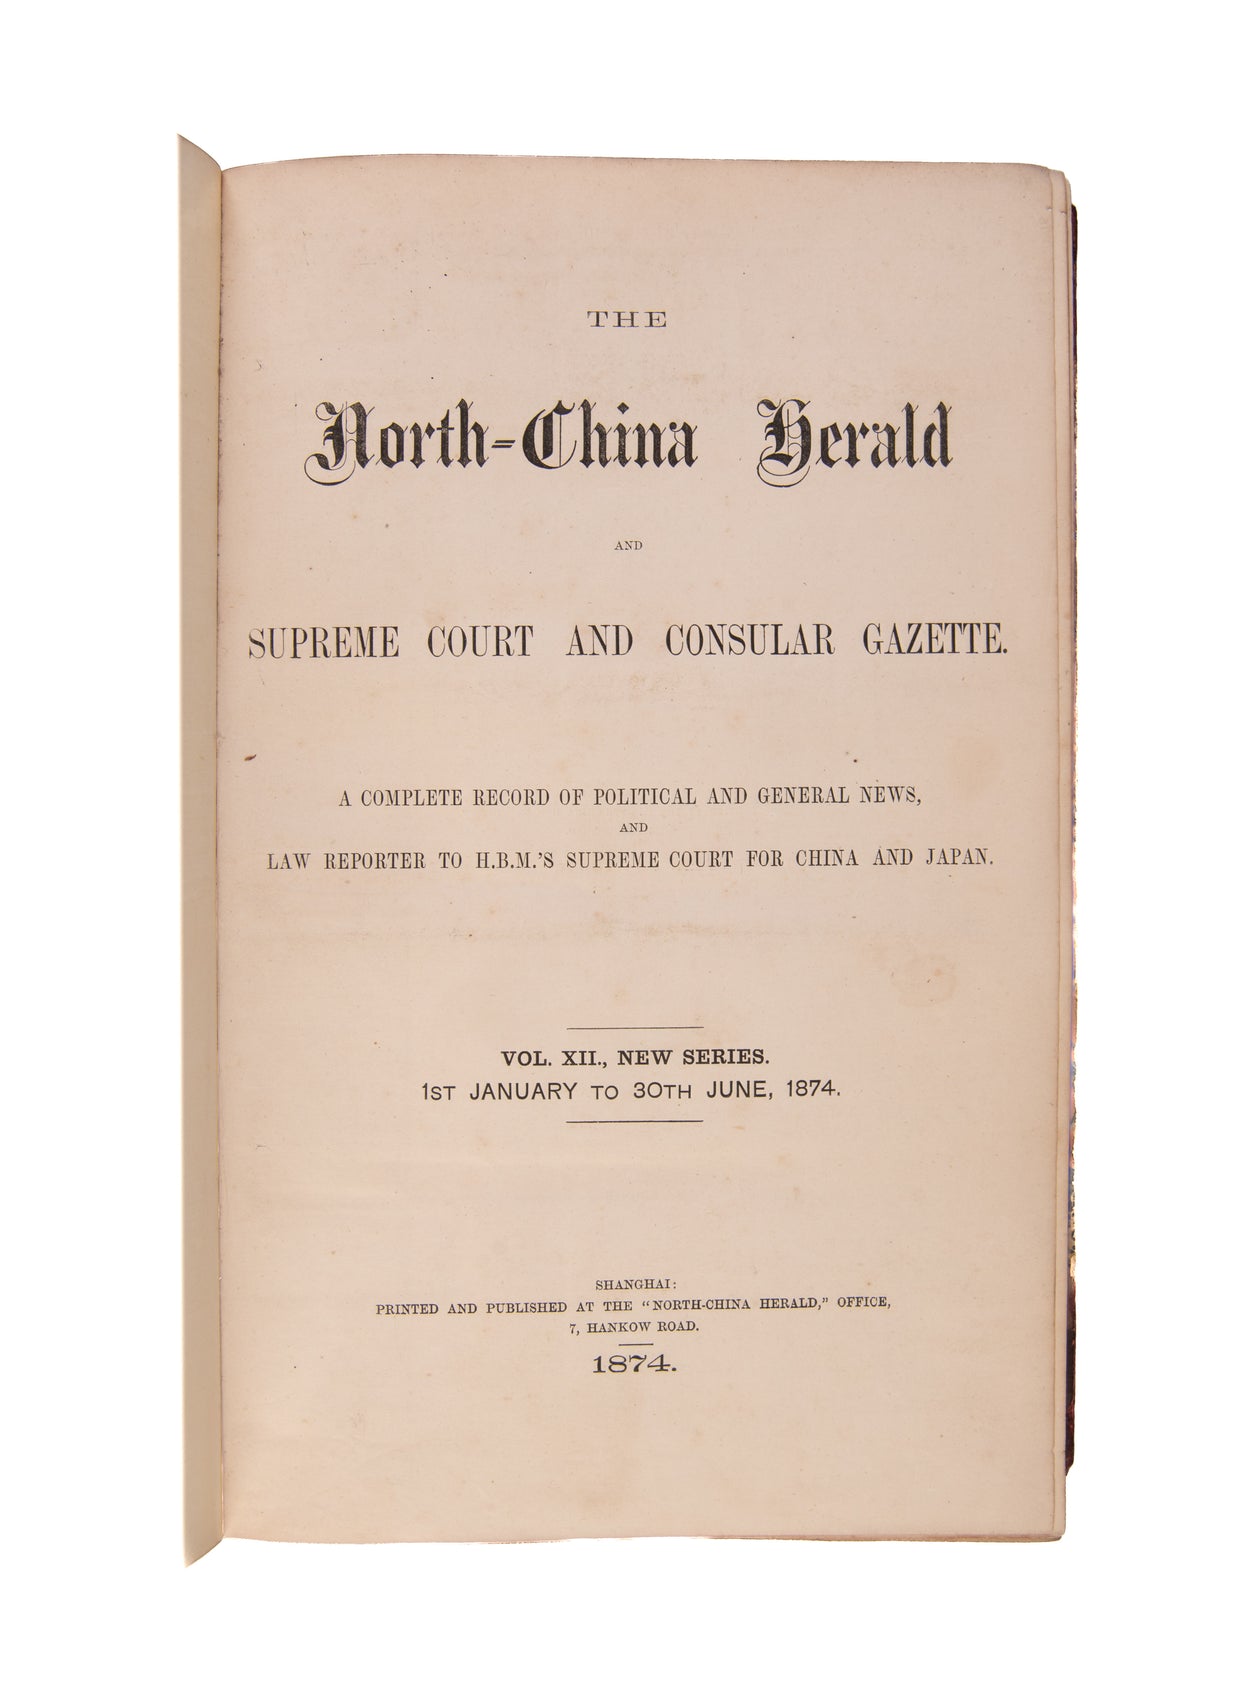 THE
North-China Herald
AND
SUPREME COURT AND CONSULAR GAZETTE.
A COMPLETE RECORD OF POLITICAL AND GENERAL NEWS,
AND
LAW REPORTER TO H.B.M.'S SUPREME COURT FOR CHINA AND JAPAN.
VOL. XII., NEW SERIES.
1ST JANUARY TO 30TH JUNE, 1874.
SHANGHAI:
PRINTED AND PUBLISHED AT THE "NORTH-CHINA HERALD," OFFICE,
7, HANKOW ROAD.
1874.